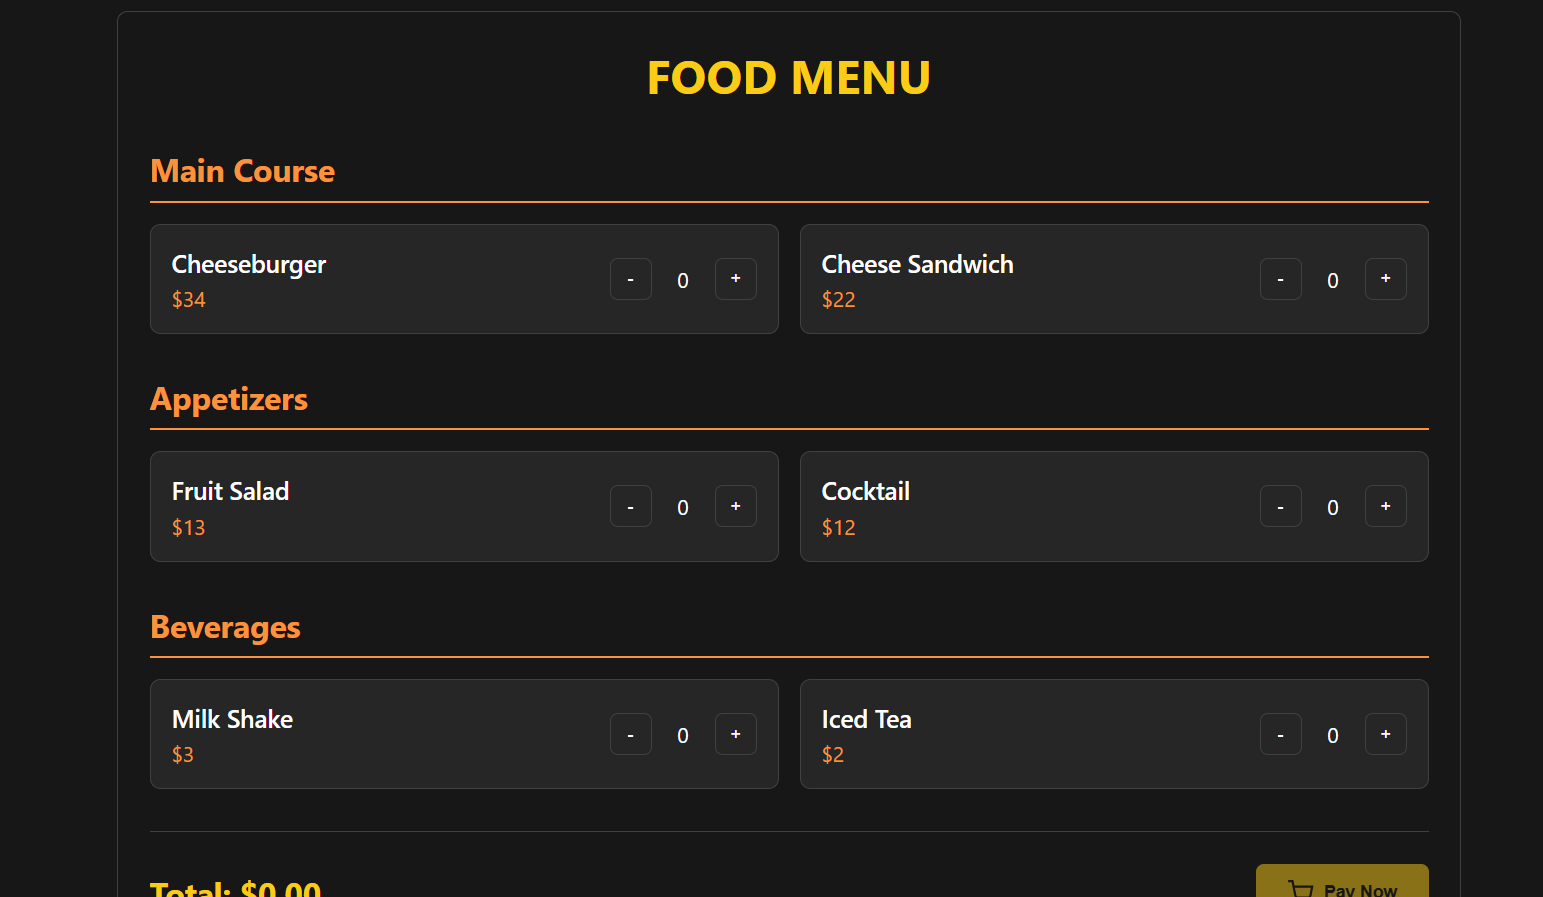 FOOD MENU
Main Course
Cheeseburger
$34
- 0 +
Cheese Sandwich
$22
- 0 +
Appetizers
Fruit Salad
$13
- 0 +
Cocktail
$12
- 0 +
Beverages
Milk Shake
$3
- 0 +
Iced Tea
$2
- 0 +
Total: $0.00
Pay Now